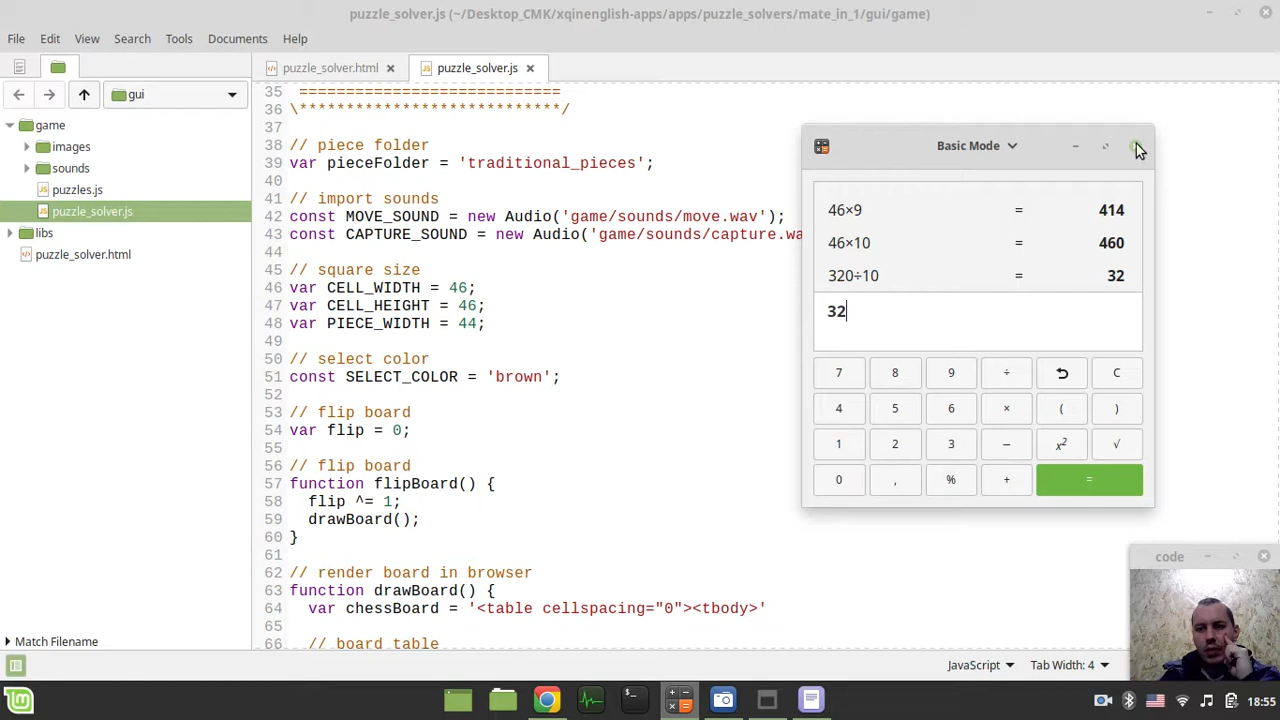 puzzle_solver.js (~/Desktop_CMK/xqinenglish-apps/apps/puzzle_solvers/mate_in_1/gui/game)
File Edit View Search Tools Documents Help
puzzle_solver.html
puzzle_solver.js
gui
game
images
sounds
puzzles.js
puzzle_solver.js
libs
puzzle_solver.html
Match Filename
35 ============================
36 \****************************/
37
38 // piece folder
39 var pieceFolder = 'traditional_pieces';
40
41 // import sounds
42 const MOVE_SOUND = new Audio('game/sounds/move.wav');
43 const CAPTURE_SOUND = new Audio('game/sounds/capture.wa
44
45 // square size
46 var CELL_WIDTH = 46;
47 var CELL_HEIGHT = 46;
48 var PIECE_WIDTH = 44;
49
50 // select color
51 const SELECT_COLOR = 'brown';
52
53 // flip board
54 var flip = 0;
55
56 // flip board
57 function flipBoard() {
58 flip ^= 1;
59 drawBoard();
60 }
61
62 // render board in browser
63 function drawBoard() {
64 var chessBoard = '<table cellspacing="0"><tbody>'
65
66 // board table
Basic Mode
46×9 = 414
46×10 = 460
320÷10 = 32
32
7 8 9 ÷ C
4 5 6 × ( )
1 2 3 − x² √
0 , % + =
code
JavaScript Tab Width: 4
18:55